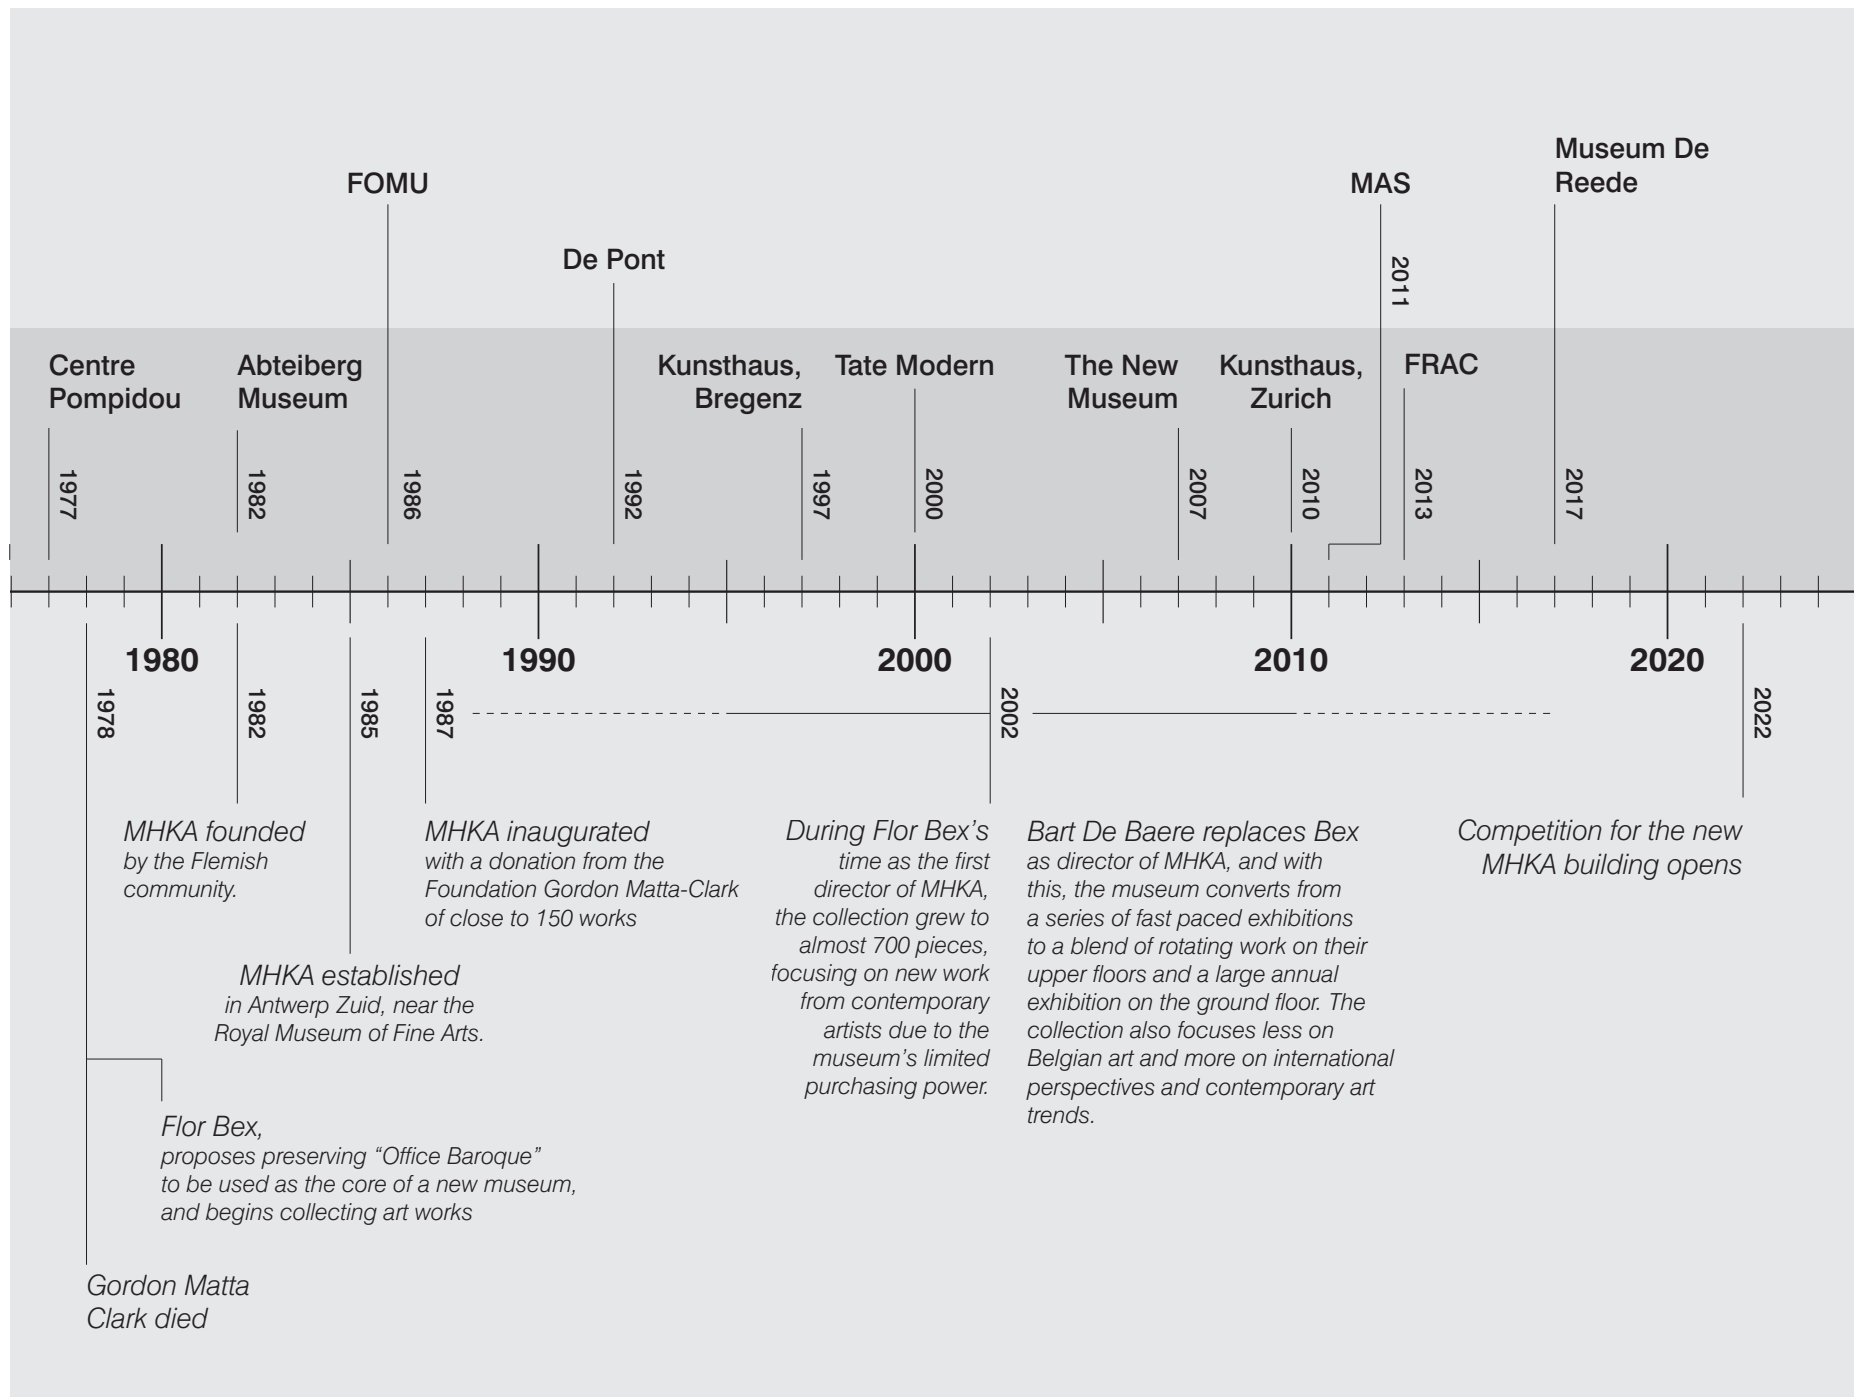 Museum De
Reede
FOMU
MAS
De Pont
2011
Centre
Pompidou
Abteiberg
Museum
Kunsthaus,
Bregenz
Tate Modern
The New
Museum
Kunsthaus,
Zurich
FRAC
1977
1982
1986
1992
1997
2000
2007
2010
2013
2017
1980
1990
2000
2010
2020
1978
1982
1985
1987
2002
2022
MHKA founded
by the Flemish
community.
MHKA inaugurated
with a donation from the
Foundation Gordon Matta-Clark
of close to 150 works
During Flor Bex’s
time as the first
director of MHKA,
the collection grew to
almost 700 pieces,
focusing on new work
from contemporary
artists due to the
museum’s limited
purchasing power.
Bart De Baere replaces Bex
as director of MHKA, and with
this, the museum converts from
a series of fast paced exhibitions
to a blend of rotating work on their
upper floors and a large annual
exhibition on the ground floor. The
collection also focuses less on
Belgian art and more on international
perspectives and contemporary art
trends.
Competition for the new
MHKA building opens
MHKA established
in Antwerp Zuid, near the
Royal Museum of Fine Arts.
Flor Bex,
proposes preserving “Office Baroque”
to be used as the core of a new museum,
and begins collecting art works
Gordon Matta
Clark died